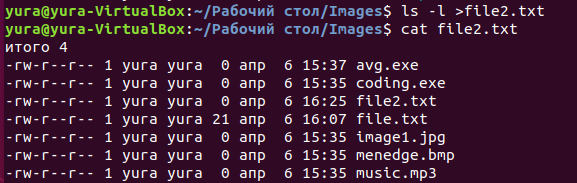 yura@yura-VirtualBox:~/Рабочий стол/Images$ ls -l >file2.txt
yura@yura-VirtualBox:~/Рабочий стол/Images$ cat file2.txt
итого 4
-rw-r--r-- 1 yura yura  0 апр  6 15:37 avg.exe
-rw-r--r-- 1 yura yura  0 апр  6 15:35 coding.exe
-rw-r--r-- 1 yura yura  0 апр  6 16:25 file2.txt
-rw-r--r-- 1 yura yura 21 апр  6 16:07 file.txt
-rw-r--r-- 1 yura yura  0 апр  6 15:35 image1.jpg
-rw-r--r-- 1 yura yura  0 апр  6 15:35 menedge.bmp
-rw-r--r-- 1 yura yura  0 апр  6 15:35 music.mp3